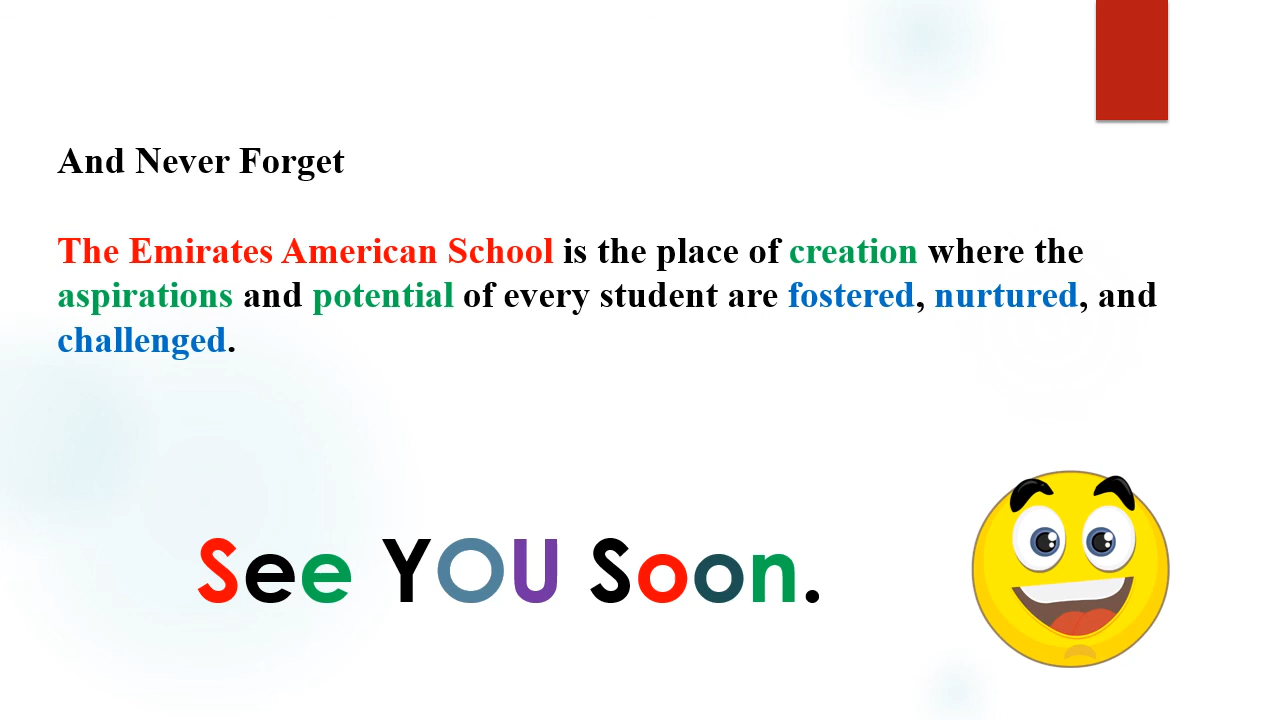 And Never Forget
The Emirates American School is the place of creation where the
aspirations and potential of every student are fostered, nurtured, and
challenged.
See YOU Soon.